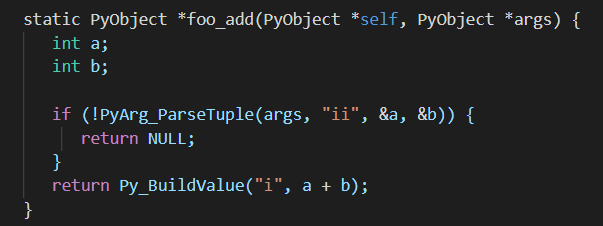 static PyObject *foo_add(PyObject *self, PyObject *args) {
    int a;
    int b;

    if (!PyArg_ParseTuple(args, "ii", &a, &b)) {
        return NULL;
    }
    return Py_BuildValue("i", a + b);
}